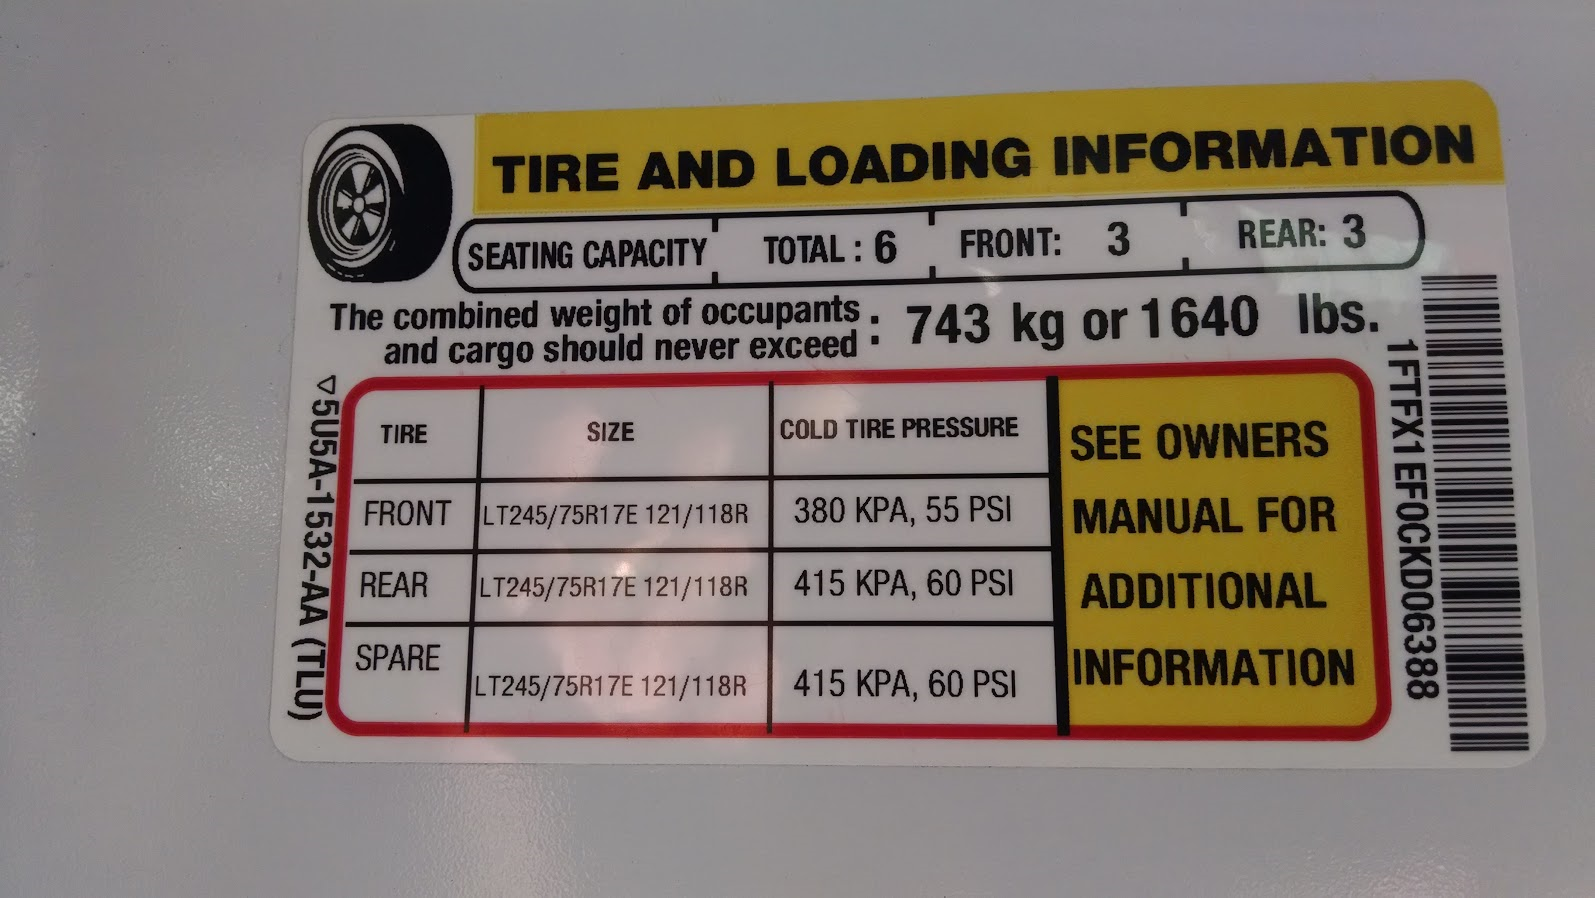 TIRE AND LOADING INFORMATION
SEATING CAPACITY TOTAL : 6 FRONT: 3 REAR: 3
The combined weight of occupants
and cargo should never exceed : 743 kg or 1640 lbs.
TIRE SIZE COLD TIRE PRESSURE
FRONT LT245/75R17E 121/118R 380 KPA, 55 PSI
REAR LT245/75R17E 121/118R 415 KPA, 60 PSI
SPARE LT245/75R17E 121/118R 415 KPA, 60 PSI
SEE OWNERS
MANUAL FOR
ADDITIONAL
INFORMATION
▽5U5A-1532-AA (TLU)
1FTFX1EF0CKD06388